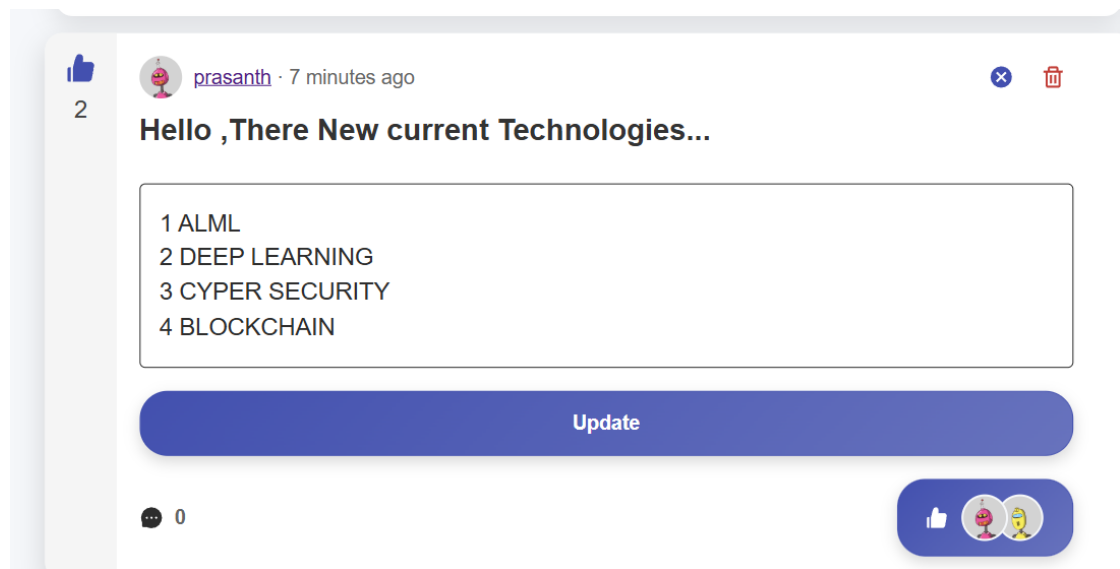 2
prasanth · 7 minutes ago
Hello ,There New current Technologies...
1 ALML
2 DEEP LEARNING
3 CYPER SECURITY
4 BLOCKCHAIN
Update
0